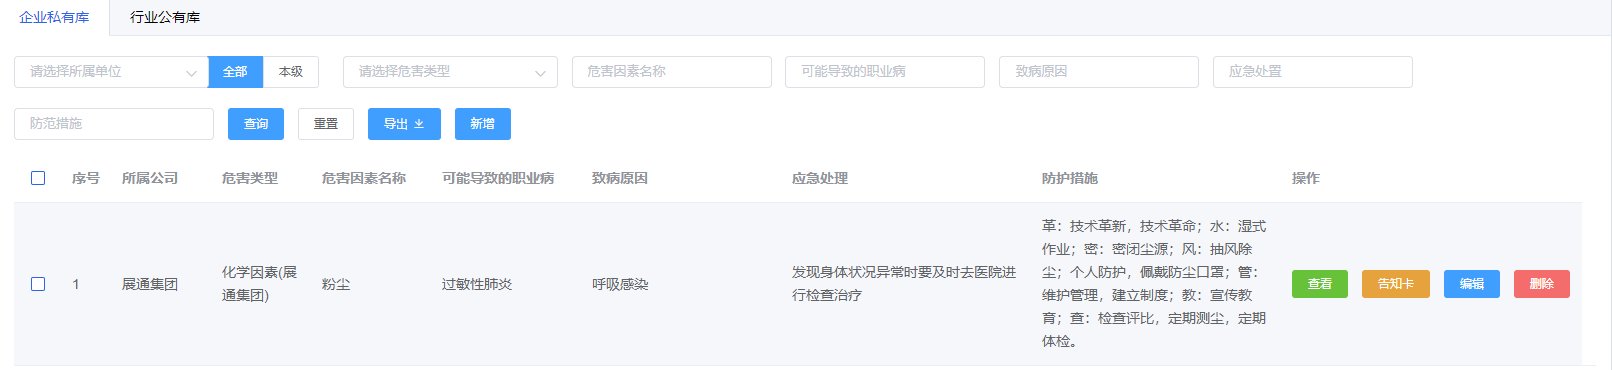 企业私有库 行业公有库
请选择所属单位 全部 本级 请选择危害类型 危害因素名称 可能导致的职业病 致病原因 应急处置
防范措施 查询 重置 导出 新增
序号 所属公司 危害类型 危害因素名称 可能导致的职业病 致病原因 应急处理 防护措施 操作
1 展通集团
化学因素(展
通集团)
粉尘 过敏性肺炎 呼吸感染
发现身体状况异常时要及时去医院进
行检查治疗
革：技术革新，技术革命；水：湿式
作业；密：密闭尘源；风：抽风除
尘；个人防护，佩戴防尘口罩；管：
维护管理，建立制度；教：宣传教
育；查：检查评比，定期测尘，定期
体检。
查看 告知卡 编辑 删除